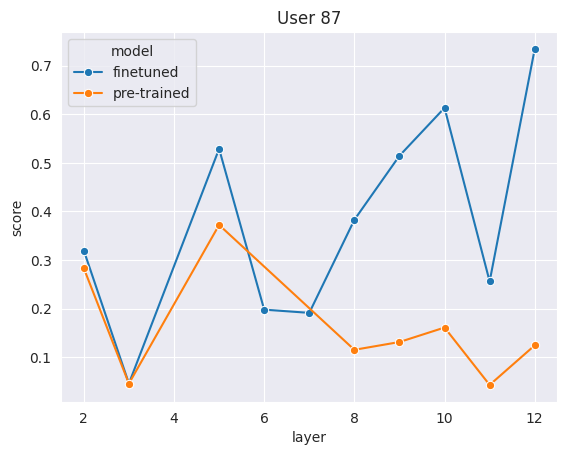 User 87
model
finetuned
pre-trained
0.7
0.6
0.5
0.4
0.3
0.2
0.1
score
2 4 6 8 10 12
layer